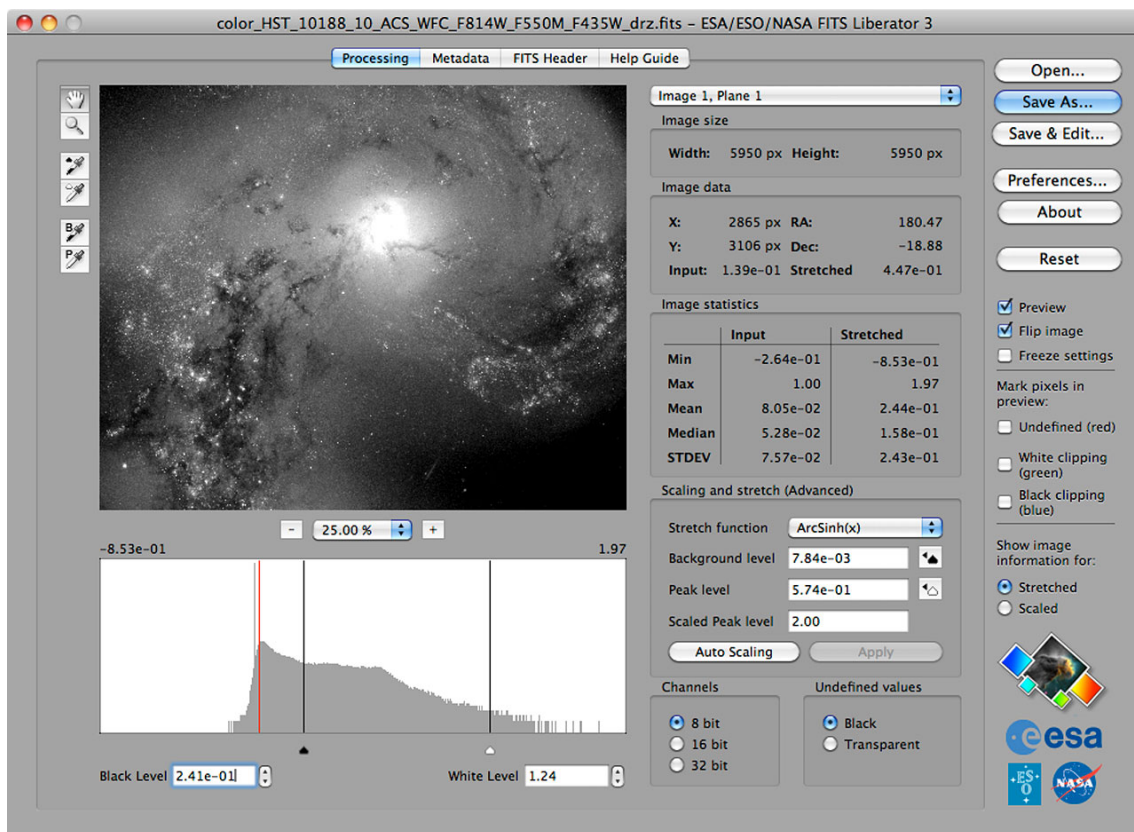 color_HST_10188_10_ACS_WFC_F814W_F550M_F435W_drz.fits – ESA/ESO/NASA FITS Liberator 3
Processing Metadata FITS Header Help Guide
Image 1, Plane 1
Image size
Width: 5950 px Height: 5950 px
Image data
X: 2865 px RA: 180.47
Y: 3106 px Dec: -18.88
Input: 1.39e-01 Stretched 4.47e-01
Image statistics
Input Stretched
Min -2.64e-01 -8.53e-01
Max 1.00 1.97
Mean 8.05e-02 2.44e-01
Median 5.28e-02 1.58e-01
STDEV 7.57e-02 2.43e-01
Scaling and stretch (Advanced)
Stretch function ArcSinh(x)
Background level 7.84e-03
Peak level 5.74e-01
Scaled Peak level 2.00
Auto Scaling Apply
Channels
8 bit
16 bit
32 bit
Undefined values
Black
Transparent
B
P
- 25.00 % +
-8.53e-01 1.97
Black Level 2.41e-01
White Level 1.24
Open...
Save As...
Save & Edit...
Preferences...
About
Reset
Preview
Flip image
Freeze settings
Mark pixels in
preview:
Undefined (red)
White clipping
(green)
Black clipping
(blue)
Show image
information for:
Stretched
Scaled
esa
ES
O
NASA